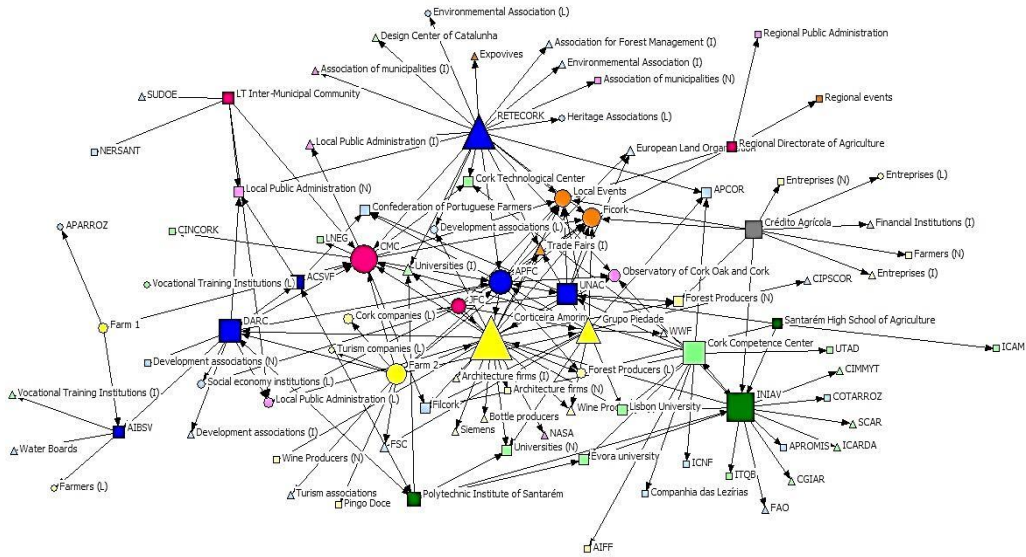 Environmental Association (L)
Design Center of Catalunha
Expovives
Association for Forest Management (I)
Regional Public Administration
Association of municipalities (I)
Environmental Association (I)
Association of municipalities (N)
SUDOE
LT Inter-Municipal Community
RETECORK
Heritage Associations (L)
Regional events
NERSANT
Local Public Administration (I)
European Land
Regional Directorate of Agriculture
Cork Technological Center
Local Public Administration (N)
Local Events
APCOR
Entreprises (N)
Entreprises (L)
Confederation of Portuguese Farmers
Ficork
Crédito Agrícola
Financial Institutions (I)
APARROZ
CINCORK
LNEG
CMC
Development associations (L)
Trade Fairs (I)
Farmers (N)
Universities (I)
APFC
Observatory of Cork Oak and Cork
Entreprises (I)
Vocational Training Institutions (L)
ACSVF
UNAC
CIPSCOR
Forest Producers (N)
Farm 1
DARC
Cork companies (L)
JFC
Corticeira Amorim
Grupo Piedade
WWF
Santarém High School of Agriculture
Cork Competence Center
ICAM
Turism companies (L)
UTAD
Development associations (N)
Farm 2
Forest Producers (L)
CIMMYT
Vocational Training Institutions (I)
Social economity institutions (L)
Architecture firms (I)
Architecture firms (N)
COTARROZ
Local Public Administration (L)
Filcork
Bottle producers
Wine
Lisbon University
INIAV
SCAR
AIBSV
Development associations (I)
Siemens
NASA
APROMIS
ICARDA
Water Boards
FSC
Universities (N)
Wine Producers (N)
Evora university
ICNF
ITQB
CGIAR
Farmers (L)
Turism associations
Pingo Doce
Polytechnic Institute of Santarém
Companhia das Lezírias
FAO
AIFF